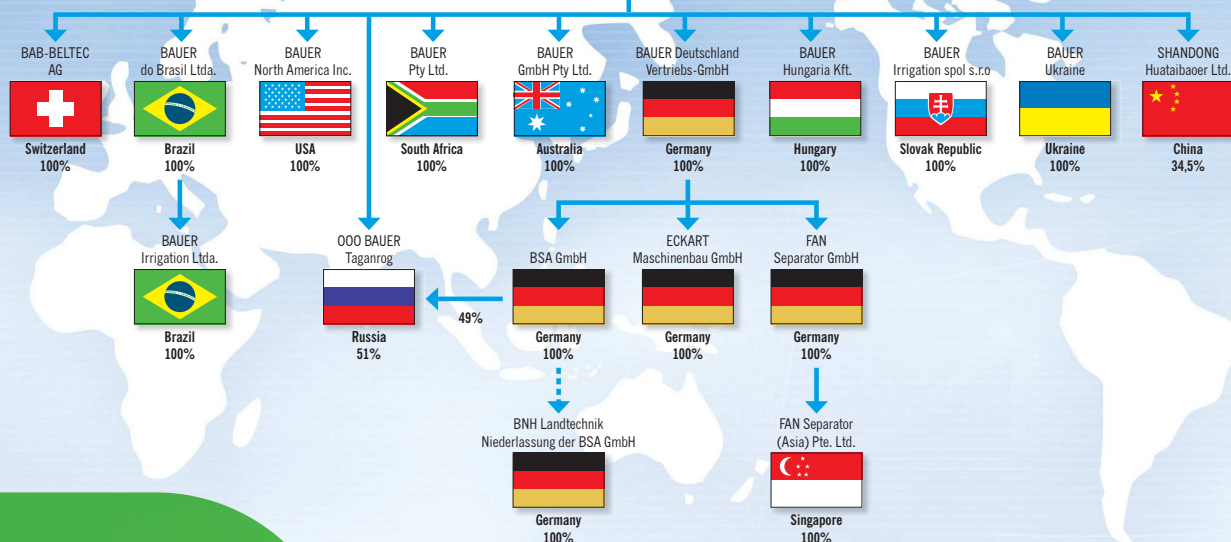 BAB-BELTEC
AG
Switzerland
100%
BAUER
do Brasil Ltda.
Brazil
100%
BAUER
North America Inc.
USA
100%
BAUER
Pty Ltd.
South Africa
100%
BAUER
GmbH Pty Ltd.
Australia
100%
BAUER Deutschland
Vertriebs-GmbH
Germany
100%
BAUER
Hungaria Kft.
Hungary
100%
BAUER
Irrigation spol s.r.o
Slovak Republic
100%
BAUER
Ukraine
Ukraine
100%
SHANDONG
Huataibaoer Ltd.
China
34,5%
BAUER
Irrigation Ltda.
Brazil
100%
OOO BAUER
Taganrog
Russia
51%
49%
BSA GmbH
Germany
100%
ECKART
Maschinenbau GmbH
Germany
100%
FAN
Separator GmbH
Germany
100%
BNH Landtechnik
Niederlassung der BSA GmbH
Germany
100%
FAN Separator
(Asia) Pte. Ltd.
Singapore
100%